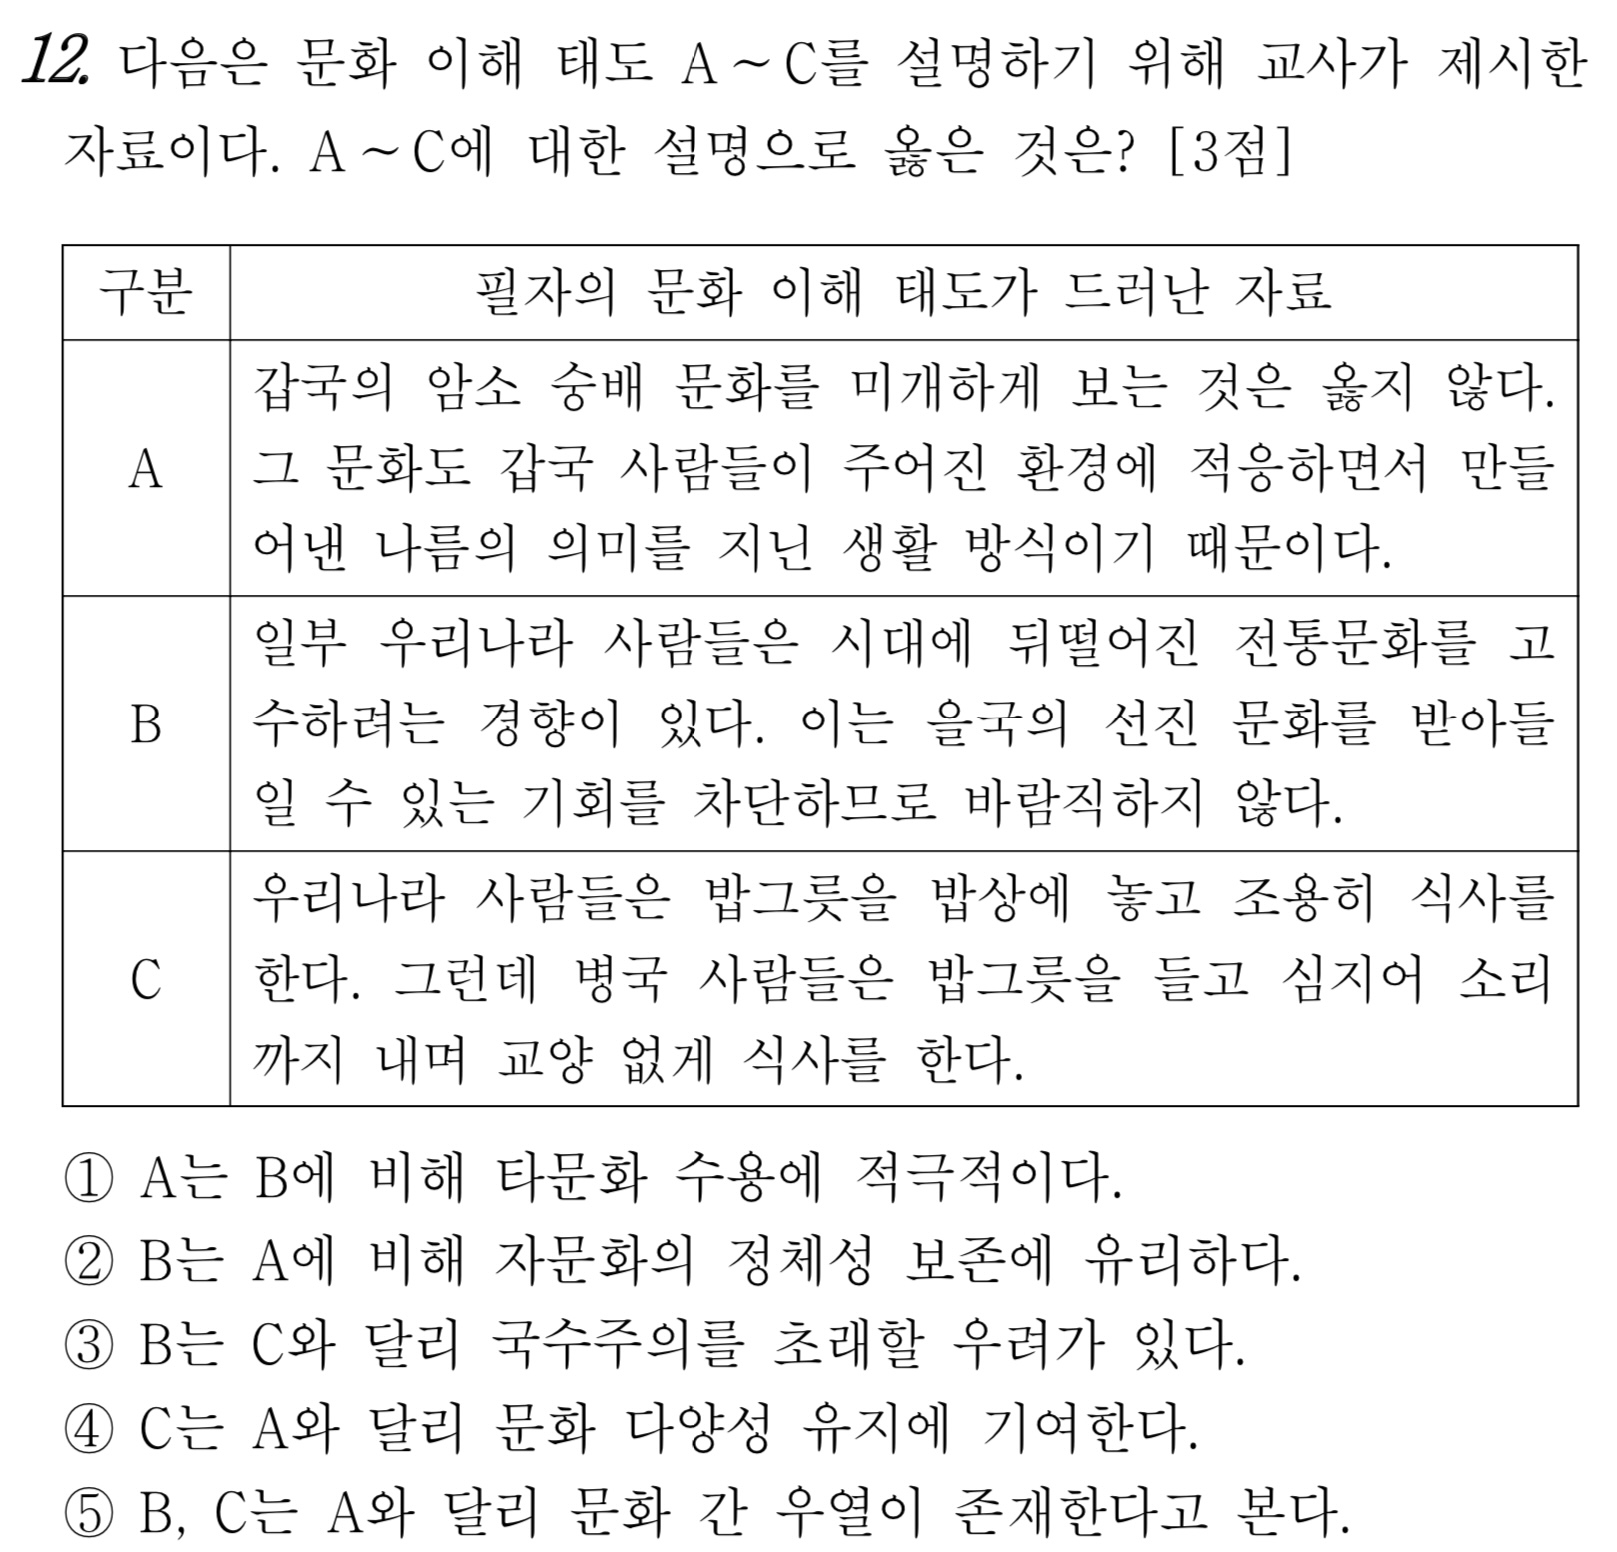 12. 다음은 문화 이해 태도 A~C를 설명하기 위해 교사가 제시한
자료이다. A~C에 대한 설명으로 옳은 것은? [3점]
구분
필자의 문화 이해 태도가 드러난 자료
A
갑국의 암소 숭배 문화를 미개하게 보는 것은 옳지 않다.
그 문화도 갑국 사람들이 주어진 환경에 적응하면서 만들
어낸 나름의 의미를 지닌 생활 방식이기 때문이다.
B
일부 우리나라 사람들은 시대에 뒤떨어진 전통문화를 고
수하려는 경향이 있다. 이는 을국의 선진 문화를 받아들
일 수 있는 기회를 차단하므로 바람직하지 않다.
C
우리나라 사람들은 밥그릇을 밥상에 놓고 조용히 식사를
한다. 그런데 병국 사람들은 밥그릇을 들고 심지어 소리
까지 내며 교양 없게 식사를 한다.
① A는 B에 비해 타문화 수용에 적극적이다.
② B는 A에 비해 자문화의 정체성 보존에 유리하다.
③ B는 C와 달리 국수주의를 초래할 우려가 있다.
④ C는 A와 달리 문화 다양성 유지에 기여한다.
⑤ B, C는 A와 달리 문화 간 우열이 존재한다고 본다.